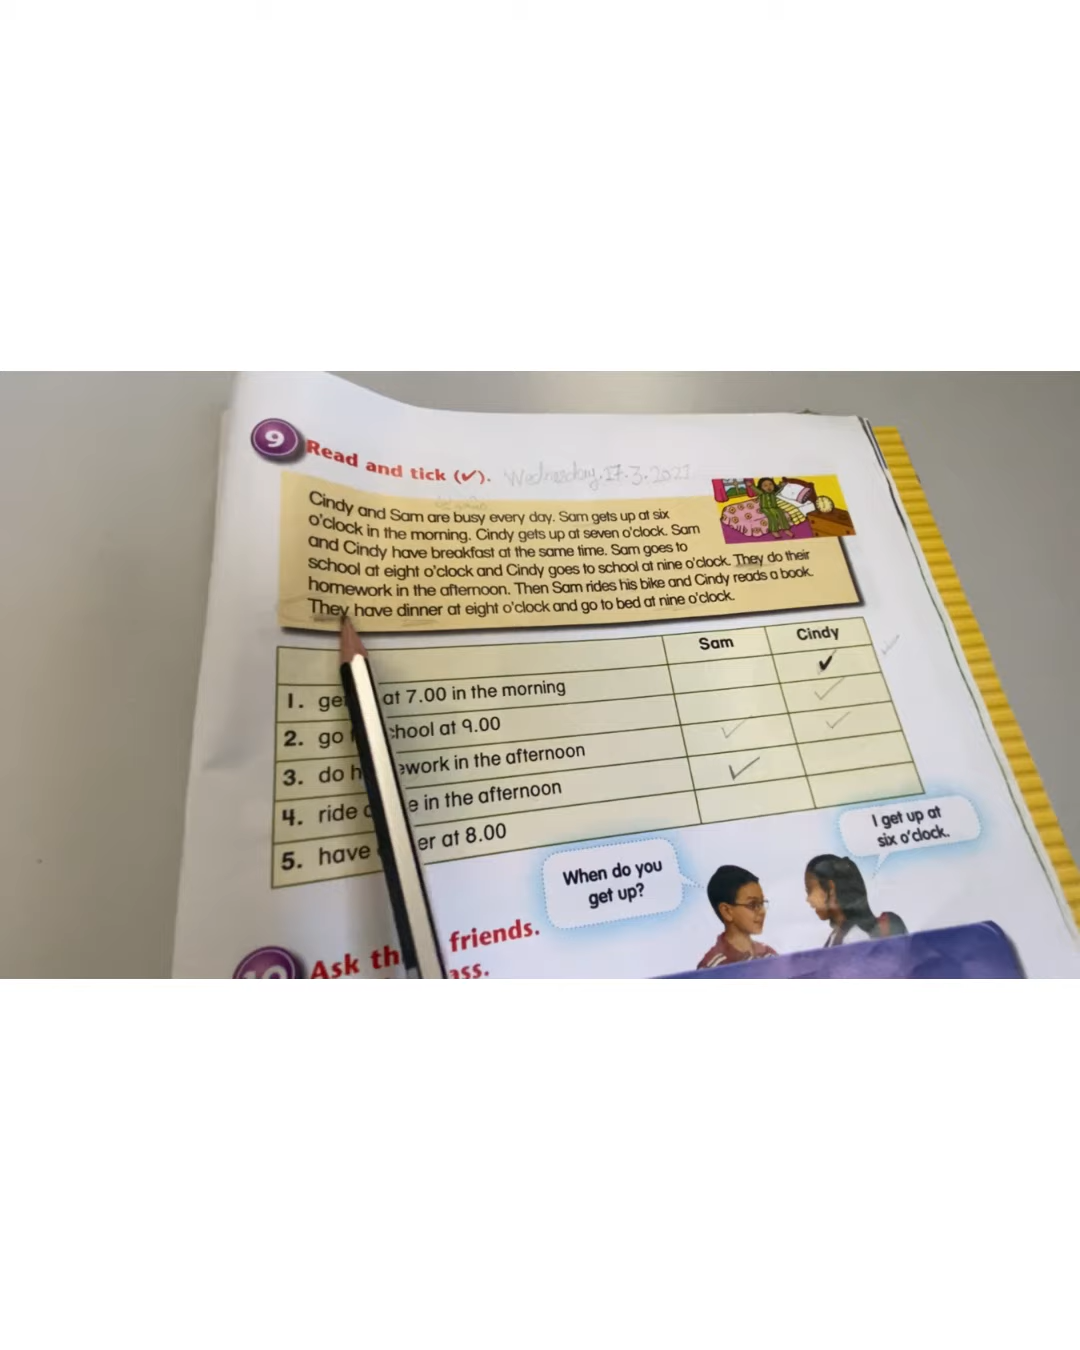 9 Read and tick (✓). Wednesday.17.3.2021
Cindy and Sam are busy every day. Sam gets up at six
o'clock in the morning. Cindy gets up at seven o'clock. Sam
and Cindy have breakfast at the same time. Sam goes to
school at eight o'clock and Cindy goes to school at nine o'clock. They do their
homework in the afternoon. Then Sam rides his bike and Cindy reads a book.
They have dinner at eight o'clock and go to bed at nine o'clock.
Sam Cindy
1. ge at 7.00 in the morning ✓
2. go chool at 9.00 ✓
3. do h ework in the afternoon ✓ ✓
4. ride e in the afternoon ✓
5. have er at 8.00
When do you
get up?
I get up at
six o'clock.
10 Ask th friends.
ass.